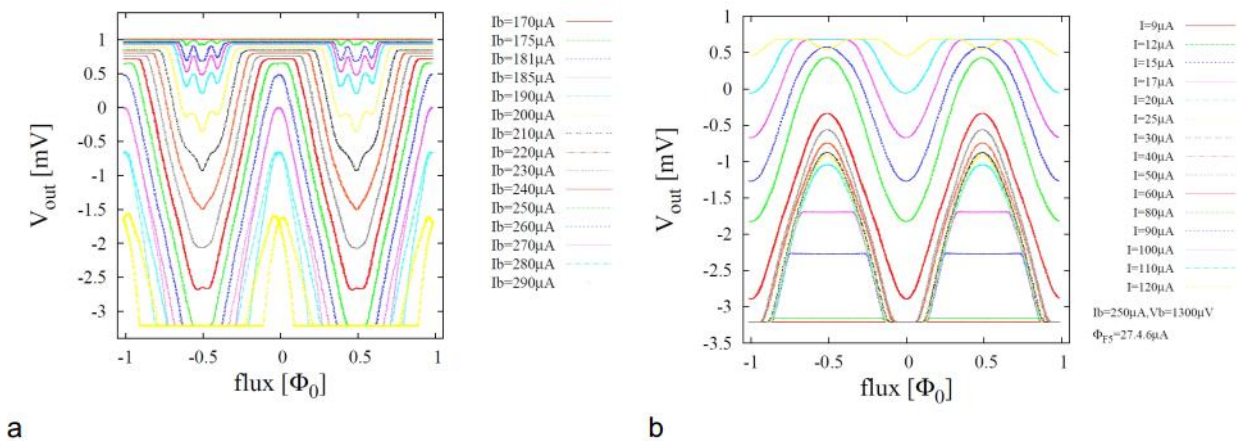 1
0.5
0
-0.5
-1
-1.5
-2
-2.5
-3
V_out [mV]
-1
-0.5
0
0.5
1
flux [Φ_0]
Ib=170μA
Ib=175μA
Ib=181μA
Ib=185μA
Ib=190μA
Ib=200μA
Ib=210μA
Ib=220μA
Ib=230μA
Ib=240μA
Ib=250μA
Ib=260μA
Ib=270μA
Ib=280μA
Ib=290μA
a
1
0.5
0
-0.5
-1
-1.5
-2
-2.5
-3
-3.5
V_out [mV]
-1
-0.5
0
0.5
1
flux [Φ_0]
I=9μA
I=12μA
I=15μA
I=17μA
I=20μA
I=25μA
I=30μA
I=40μA
I=50μA
I=60μA
I=80μA
I=90μA
I=100μA
I=110μA
I=120μA
Ib=250μA,Vb=1300μV
Φ_F5=27.4.6μA
b